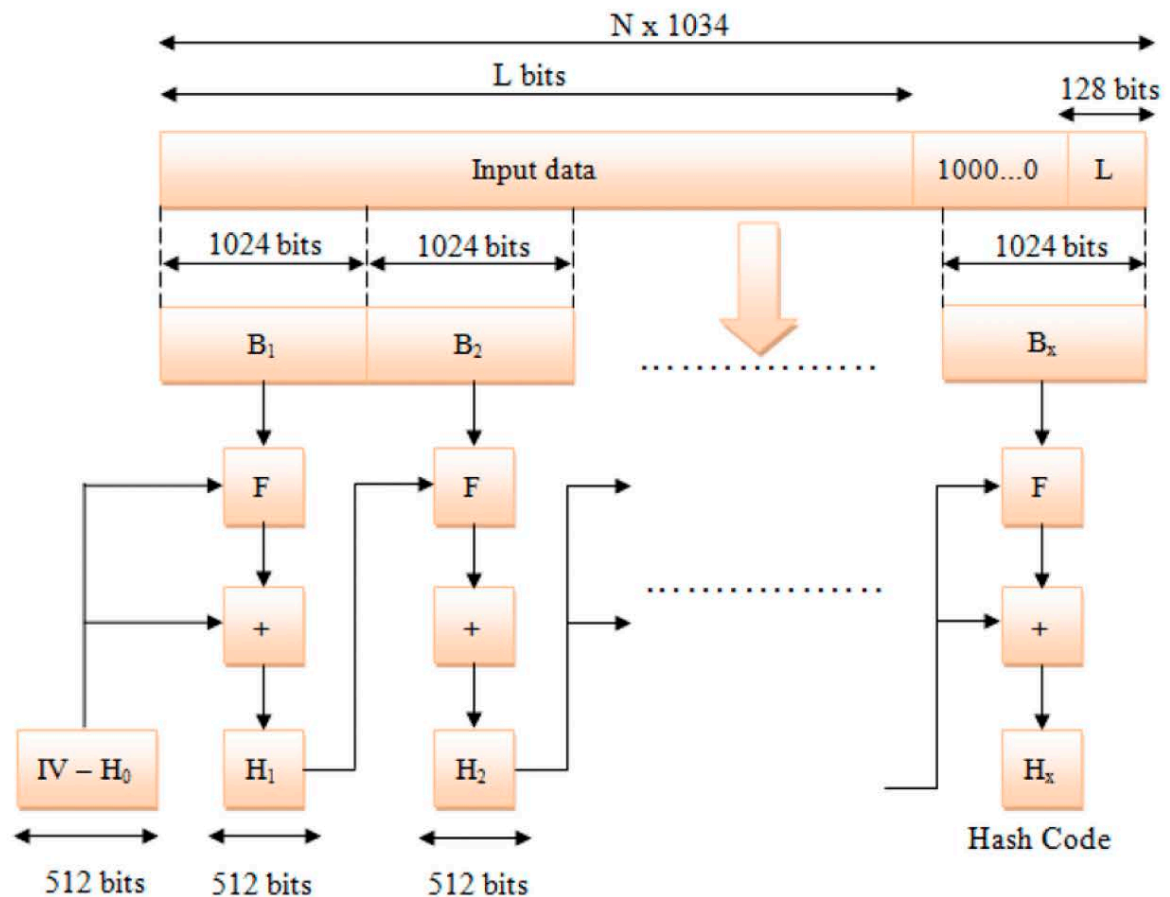 N x 1034
L bits
128 bits
Input data
1000...0
L
1024 bits
1024 bits
1024 bits
B₁
B₂
Bₓ
F
F
F
+
+
+
IV – H₀
H₁
H₂
Hₓ
Hash Code
512 bits
512 bits
512 bits